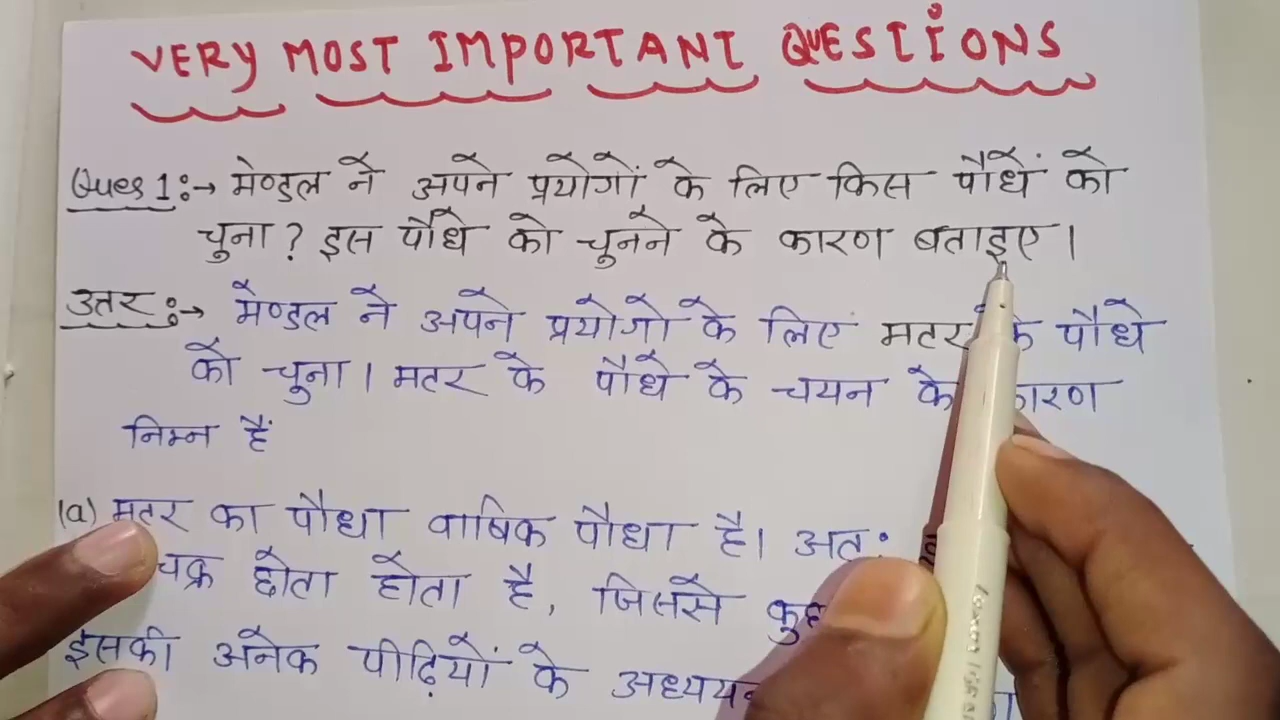 VERY MOST IMPORTANT QUESTIONS
Ques 1:→ मेण्डल ने अपने प्रयोगों के लिए किस पौधें को
चुना? इस पौधे को चुनने के कारण बताइए।
उत्तर:→ मेण्डल ने अपने प्रयोगो के लिए मटर के पौधे
को चुना। मटर के पौधे के चयन के कारण
निम्न हैं
(a) मटर का पौधा वार्षिक पौधा है। अत:
चक्र छोटा होता है, जिससे
इसकी अनेक पीढ़ियों के अध्ययन